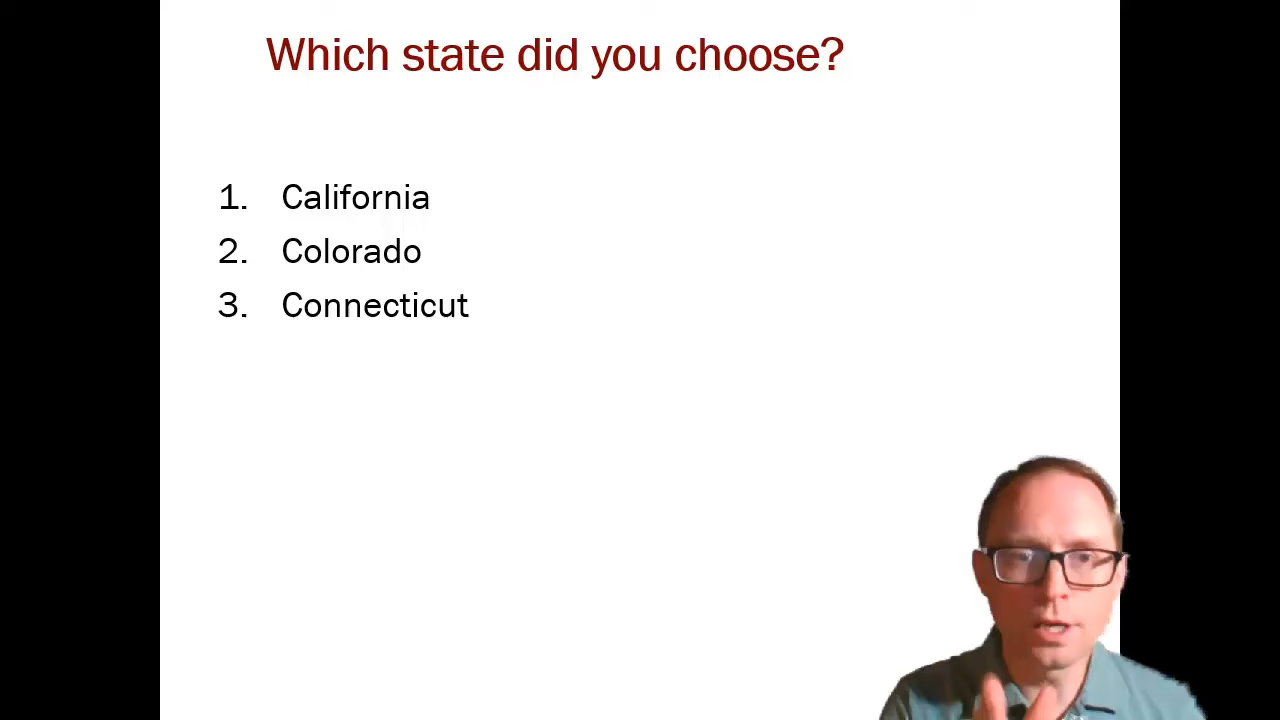 Which state did you choose?
1. California
2. Colorado
3. Connecticut